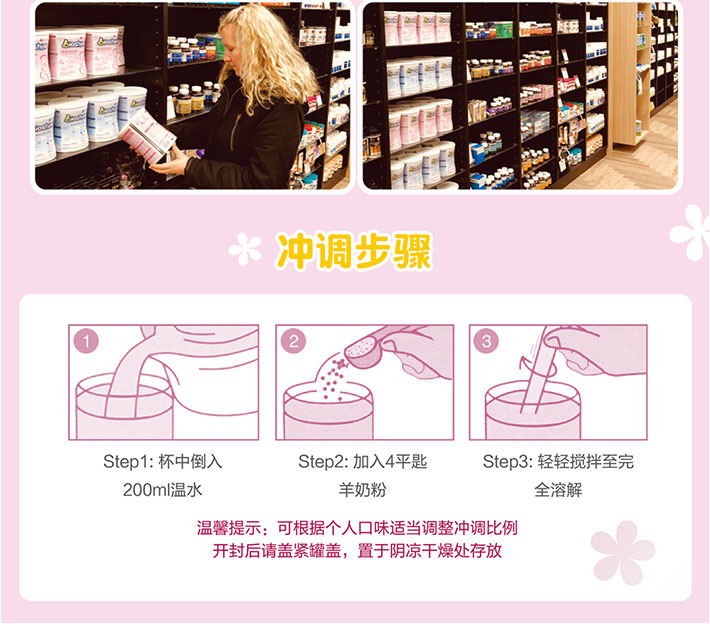 冲调步骤
1
2
3
Step1: 杯中倒入
200ml温水
Step2: 加入4平匙
羊奶粉
Step3: 轻轻搅拌至完
全溶解
温馨提示：可根据个人口味适当调整冲调比例
开封后请盖紧罐盖，置于阴凉干燥处存放